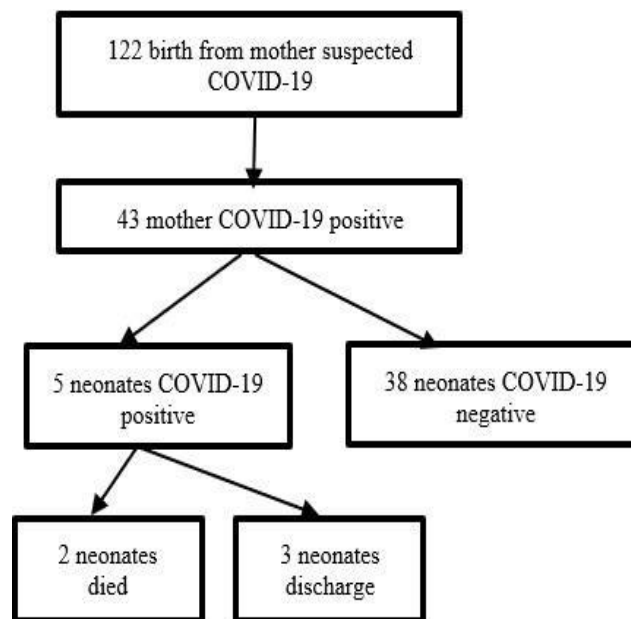 122 birth from mother suspected
COVID-19
43 mother COVID-19 positive
5 neonates COVID-19
positive
38 neonates COVID-19
negative
2 neonates
died
3 neonates
discharge